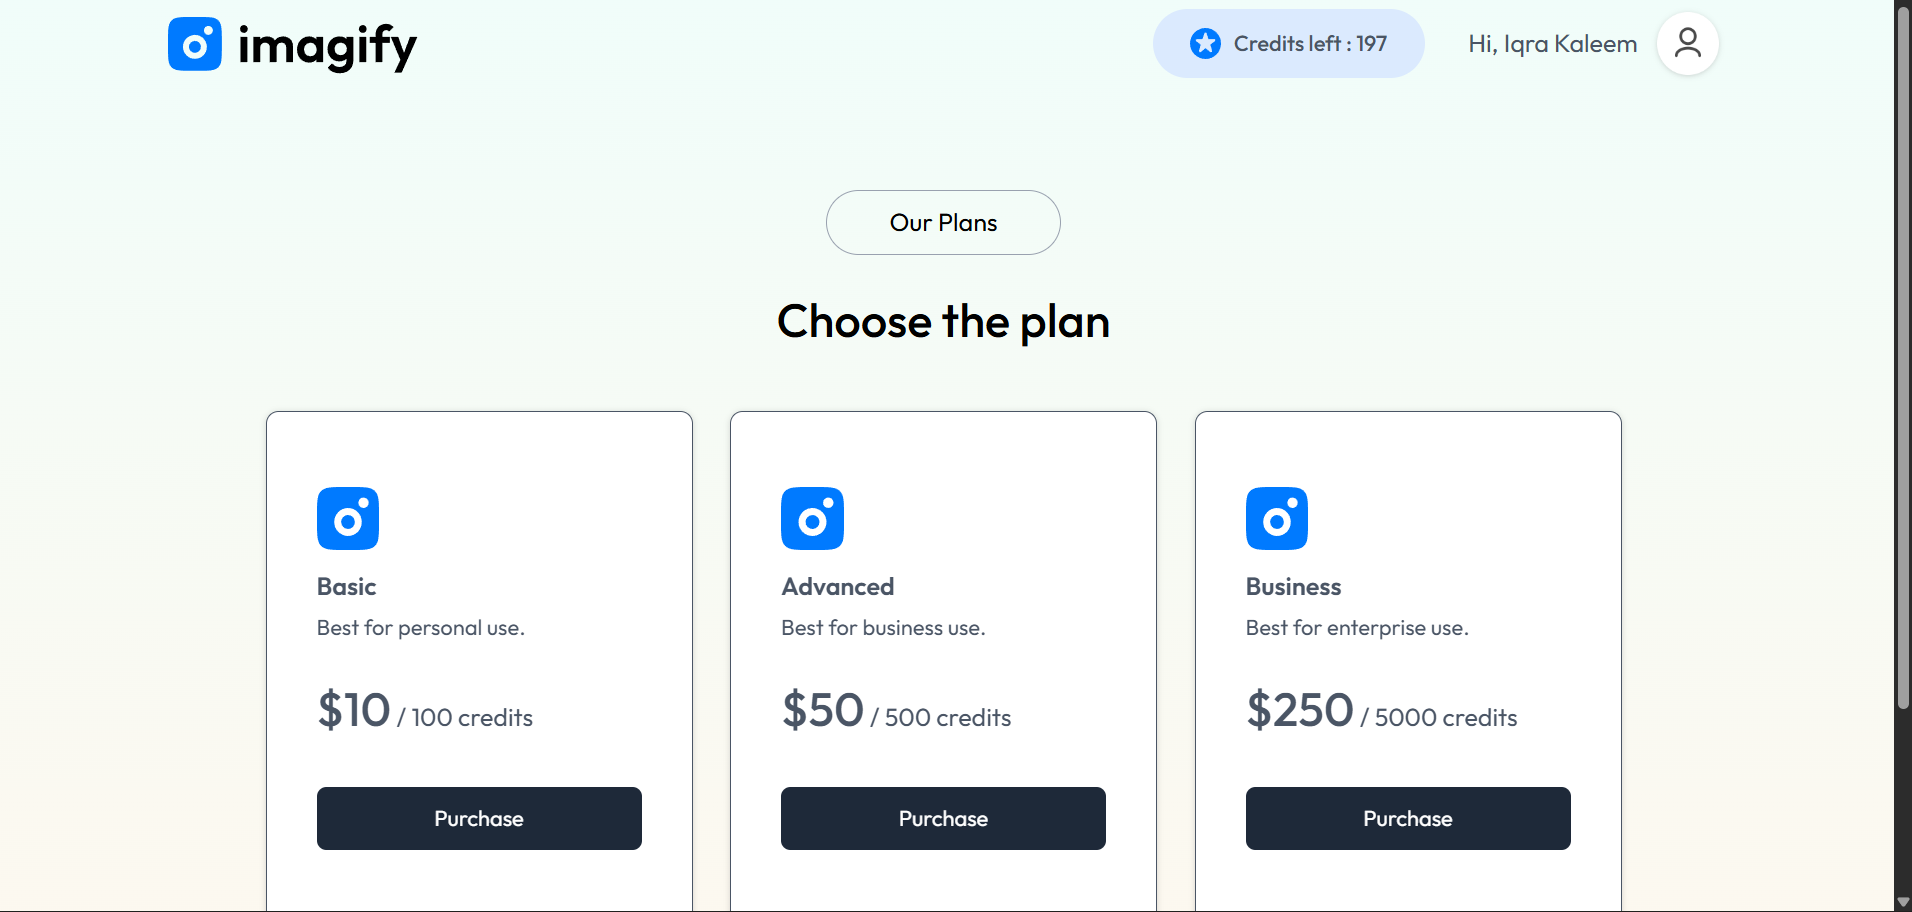 imagify
Credits left : 197
Hi, Iqra Kaleem
Our Plans
Choose the plan
Basic
Best for personal use.
$10 / 100 credits
Purchase
Advanced
Best for business use.
$50 / 500 credits
Purchase
Business
Best for enterprise use.
$250 / 5000 credits
Purchase